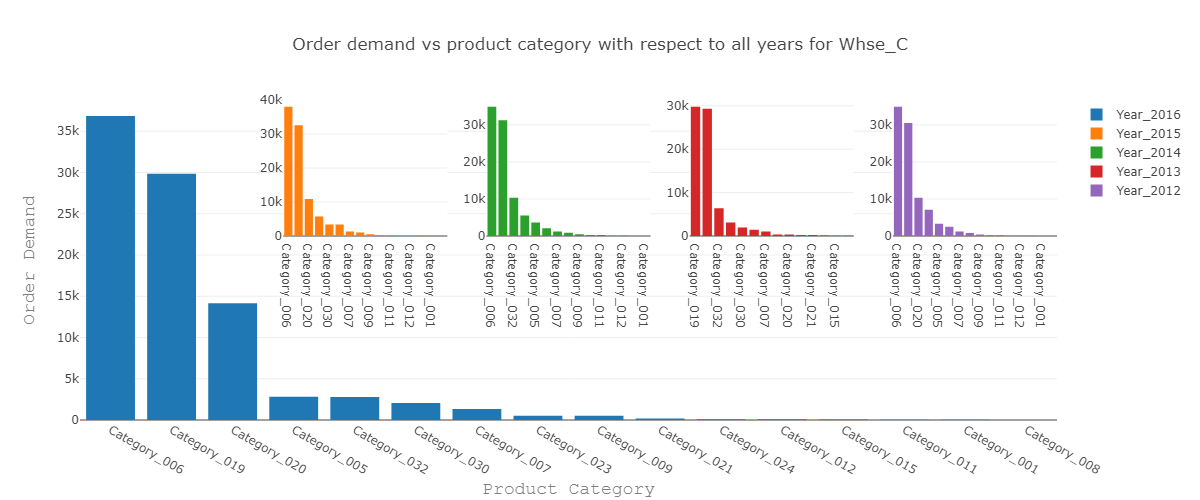 Order demand vs product category with respect to all years for Whse_C
Order Demand
35k
30k
25k
20k
15k
10k
5k
0
40k
30k
20k
10k
0
Category_006
Category_020
Category_030
Category_007
Category_009
Category_011
Category_012
Category_001
30k
20k
10k
0
Category_006
Category_032
Category_005
Category_007
Category_009
Category_011
Category_012
Category_001
30k
20k
10k
0
Category_019
Category_032
Category_030
Category_007
Category_020
Category_011
Category_021
Category_015
30k
20k
10k
0
Category_006
Category_020
Category_005
Category_007
Category_009
Category_011
Category_012
Category_001
Year_2016
Year_2015
Year_2014
Year_2013
Year_2012
Category_006
Category_019
Category_020
Category_005
Category_032
Category_030
Category_007
Category_023
Category_009
Category_021
Category_024
Category_012
Category_015
Category_011
Category_001
Category_008
Product Category